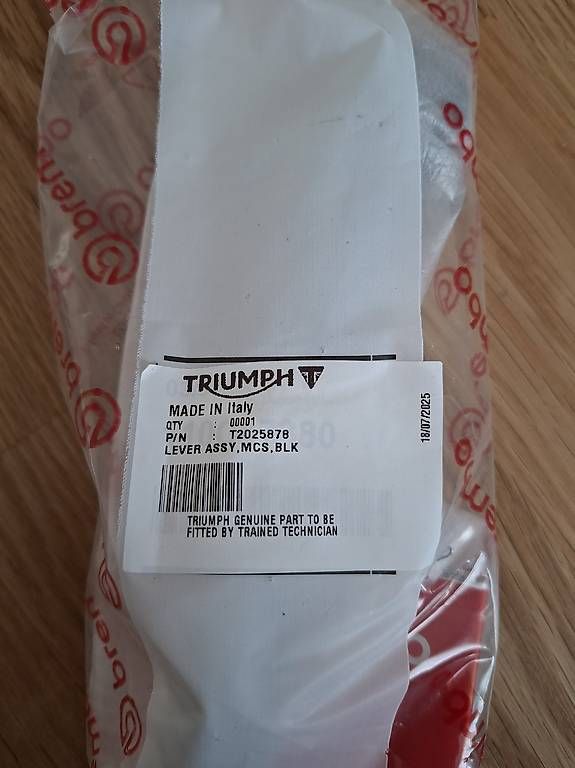 brembo
brembo
TRIUMPH
MADE IN Italy
QTY : 00001
P/N : T2025878
LEVER ASSY,MCS,BLK
18/07/2025
TRIUMPH GENUINE PART TO BE
FITTED BY TRAINED TECHNICIAN
brembo